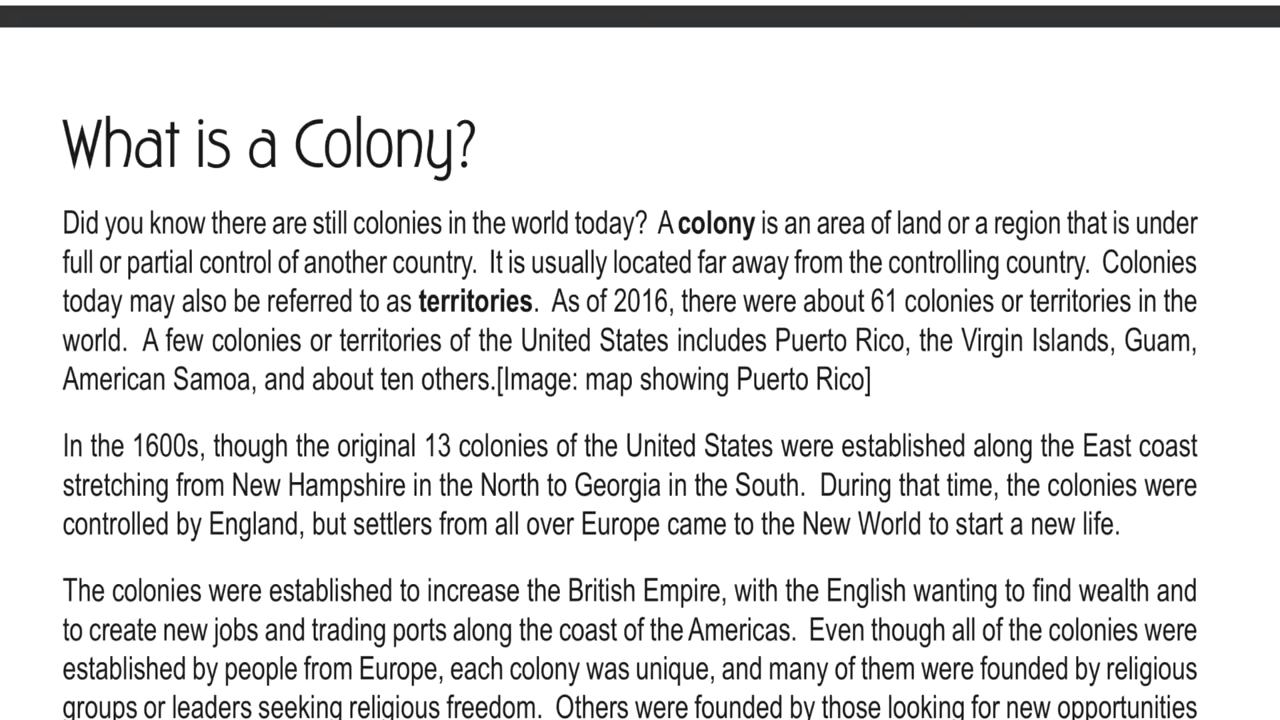 What is a Colony?
Did you know there are still colonies in the world today? A colony is an area of land or a region that is under
full or partial control of another country. It is usually located far away from the controlling country. Colonies
today may also be referred to as territories. As of 2016, there were about 61 colonies or territories in the
world. A few colonies or territories of the United States includes Puerto Rico, the Virgin Islands, Guam,
American Samoa, and about ten others.[Image: map showing Puerto Rico]
In the 1600s, though the original 13 colonies of the United States were established along the East coast
stretching from New Hampshire in the North to Georgia in the South. During that time, the colonies were
controlled by England, but settlers from all over Europe came to the New World to start a new life.
The colonies were established to increase the British Empire, with the English wanting to find wealth and
to create new jobs and trading ports along the coast of the Americas. Even though all of the colonies were
established by people from Europe, each colony was unique, and many of them were founded by religious
groups or leaders seeking religious freedom. Others were founded by those looking for new opportunities